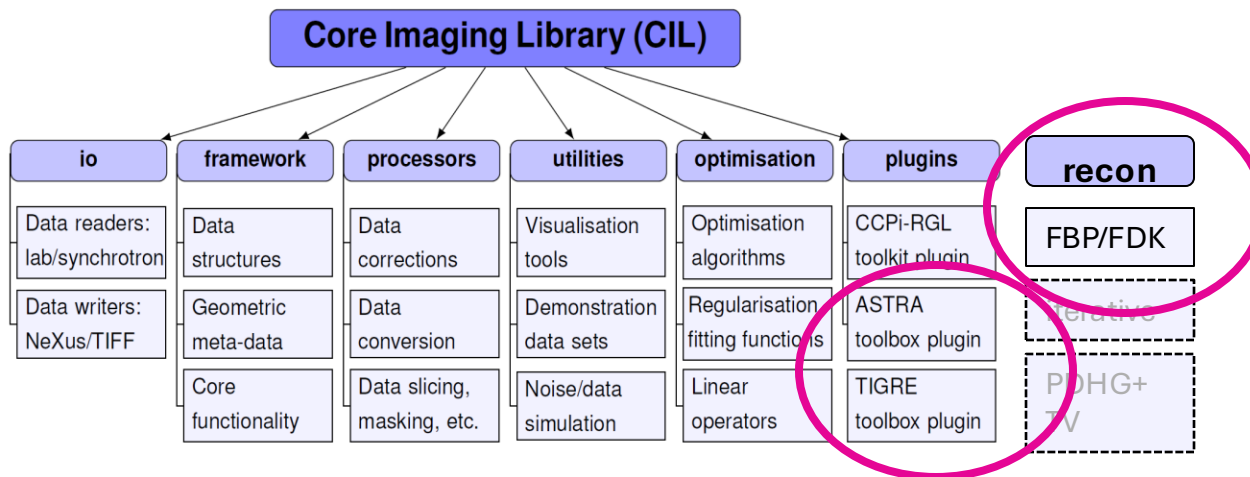 Core Imaging Library (CIL)
io
Data readers:
lab/synchrotron
Data writers:
NeXus/TIFF
framework
Data
structures
Geometric
meta-data
Core
functionality
processors
Data
corrections
Data
conversion
Data slicing,
masking, etc.
utilities
Visualisation
tools
Demonstration
data sets
Noise/data
simulation
optimisation
Optimisation
algorithms
Regularisation
fitting functions
Linear
operators
plugins
CCPi-RGL
toolkit plugin
ASTRA
toolbox plugin
TIGRE
toolbox plugin
recon
FBP/FDK
Iterative
PDHG+
TV